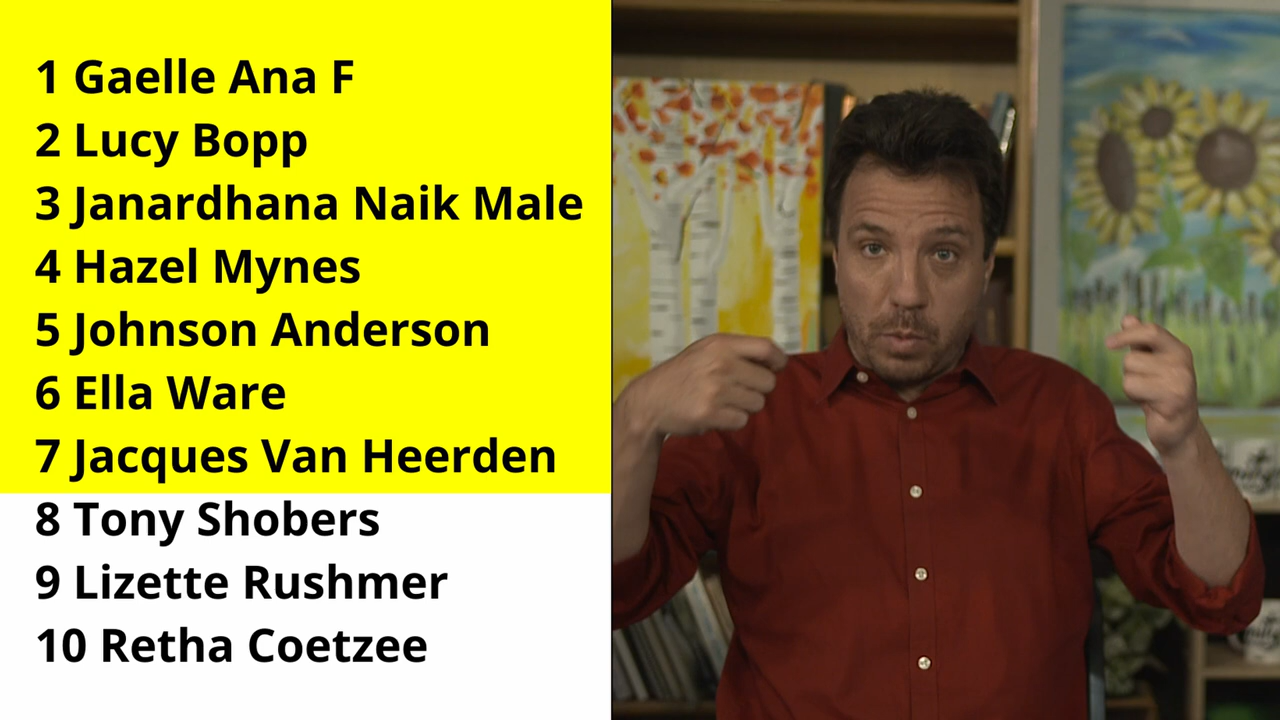 1 Gaelle Ana F
2 Lucy Bopp
3 Janardhana Naik Male
4 Hazel Mynes
5 Johnson Anderson
6 Ella Ware
7 Jacques Van Heerden
8 Tony Shobers
9 Lizette Rushmer
10 Retha Coetzee